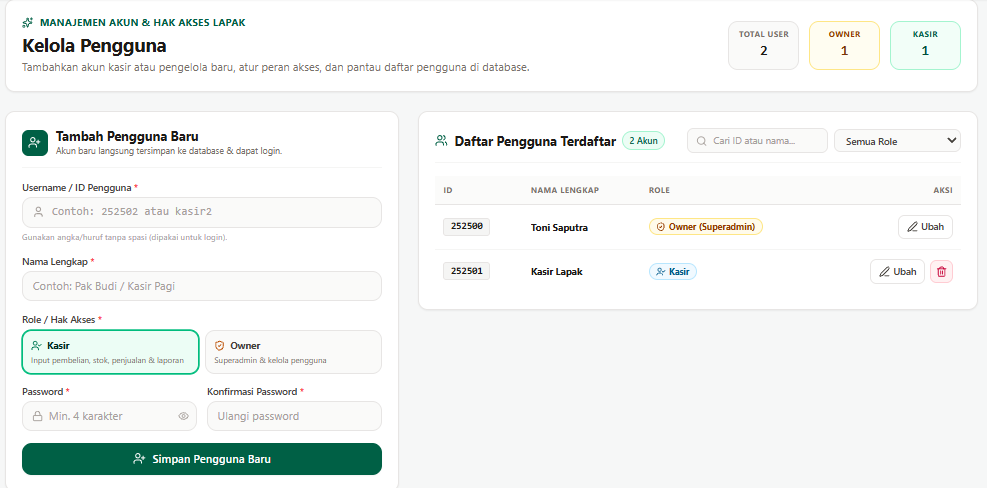 MANAJEMEN AKUN & HAK AKSES LAPAK
Kelola Pengguna
Tambahkan akun kasir atau pengelola baru, atur peran akses, dan pantau daftar pengguna di database.
TOTAL USER
2
OWNER
1
KASIR
1
Tambah Pengguna Baru
Akun baru langsung tersimpan ke database & dapat login.
Username / ID Pengguna *
Contoh: 252502 atau kasir2
Gunakan angka/huruf tanpa spasi (dipakai untuk login).
Nama Lengkap *
Contoh: Pak Budi / Kasir Pagi
Role / Hak Akses *
Kasir
Input pembelian, stok, penjualan & laporan
Owner
Superadmin & kelola pengguna
Password *
Min. 4 karakter
Konfirmasi Password *
Ulangi password
Simpan Pengguna Baru
Daftar Pengguna Terdaftar 2 Akun
Cari ID atau nama...
Semua Role
ID NAMA LENGKAP ROLE AKSI
252500 Toni Saputra Owner (Superadmin) Ubah
252501 Kasir Lapak Kasir Ubah